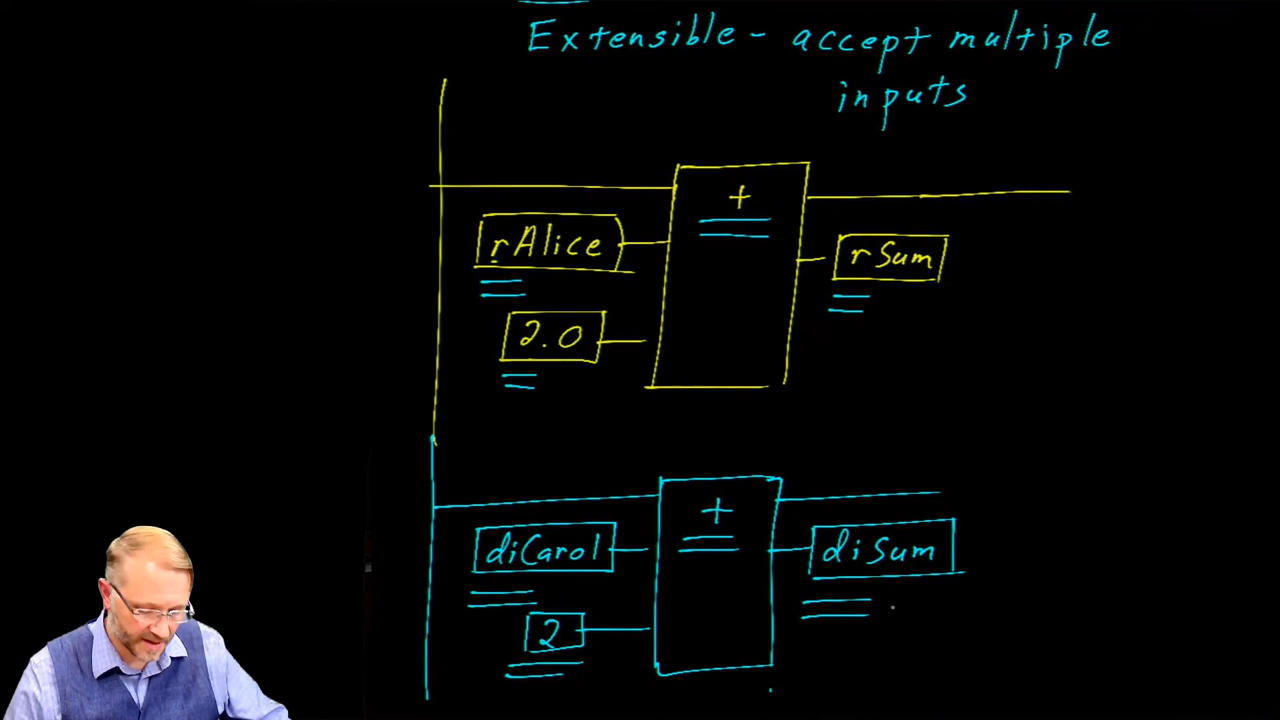 Extensible - accept multiple
inputs
+
rAlice
rSum
2.0
+
diCarol
diSum
2